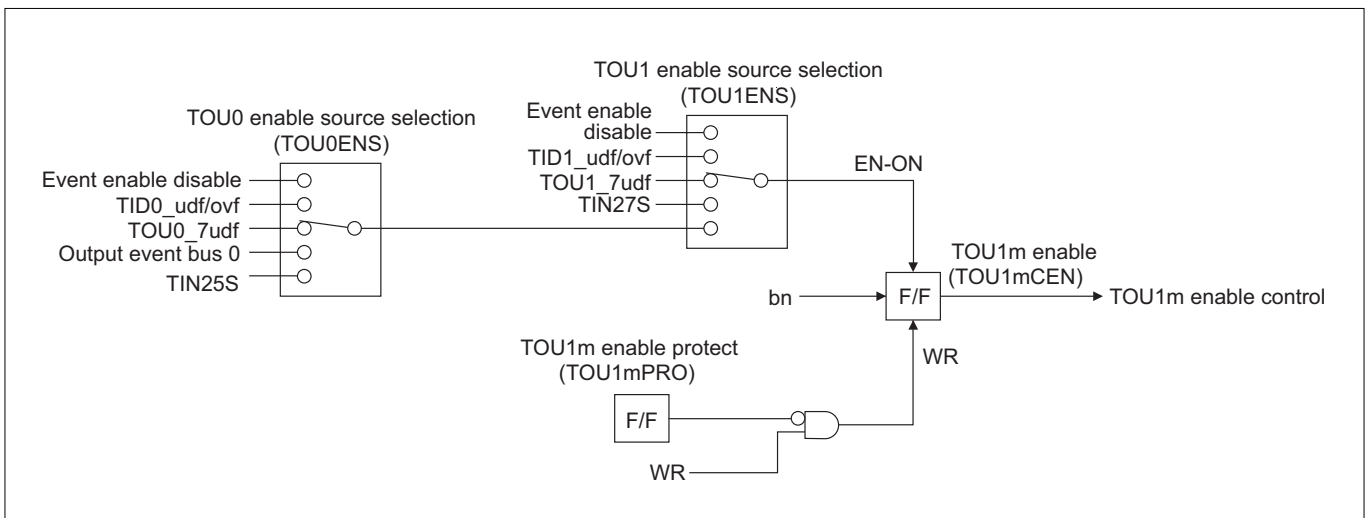 TOU1 enable source selection
(TOU1ENS)
Event enable
disable
TID1_udf/ovf
TOU1_7udf
TIN27S
EN-ON
TOU0 enable source selection
(TOU0ENS)
Event enable disable
TID0_udf/ovf
TOU0_7udf
Output event bus 0
TIN25S
TOU1m enable
(TOU1mCEN)
bn
F/F
TOU1m enable control
WR
TOU1m enable protect
(TOU1mPRO)
F/F
WR